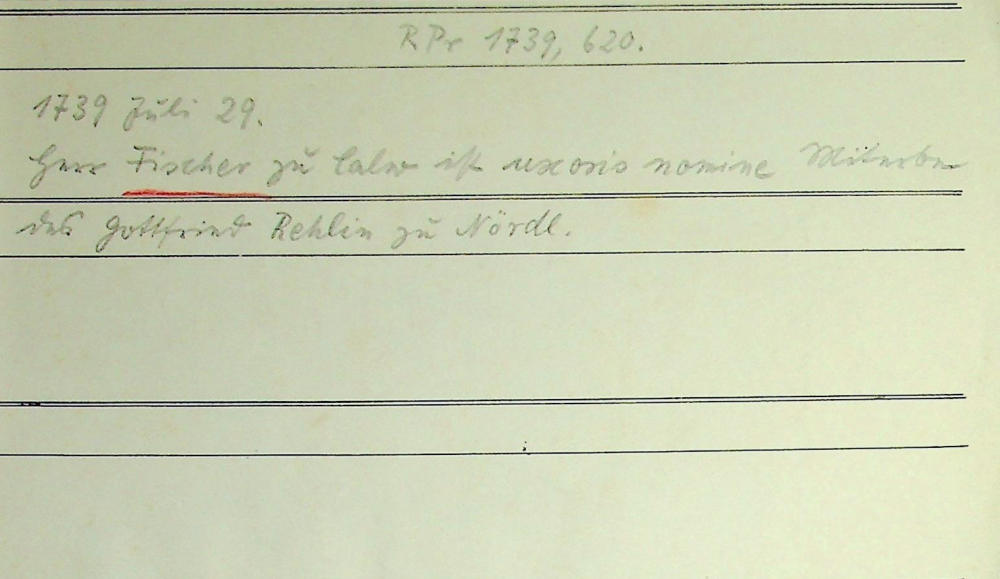 RPr 1739, 620.
1739 Juli 29.
Herr Fischer zu Calw ist uxoris nomine Miterbe
des Gottfried Rehlin zu Nördl.